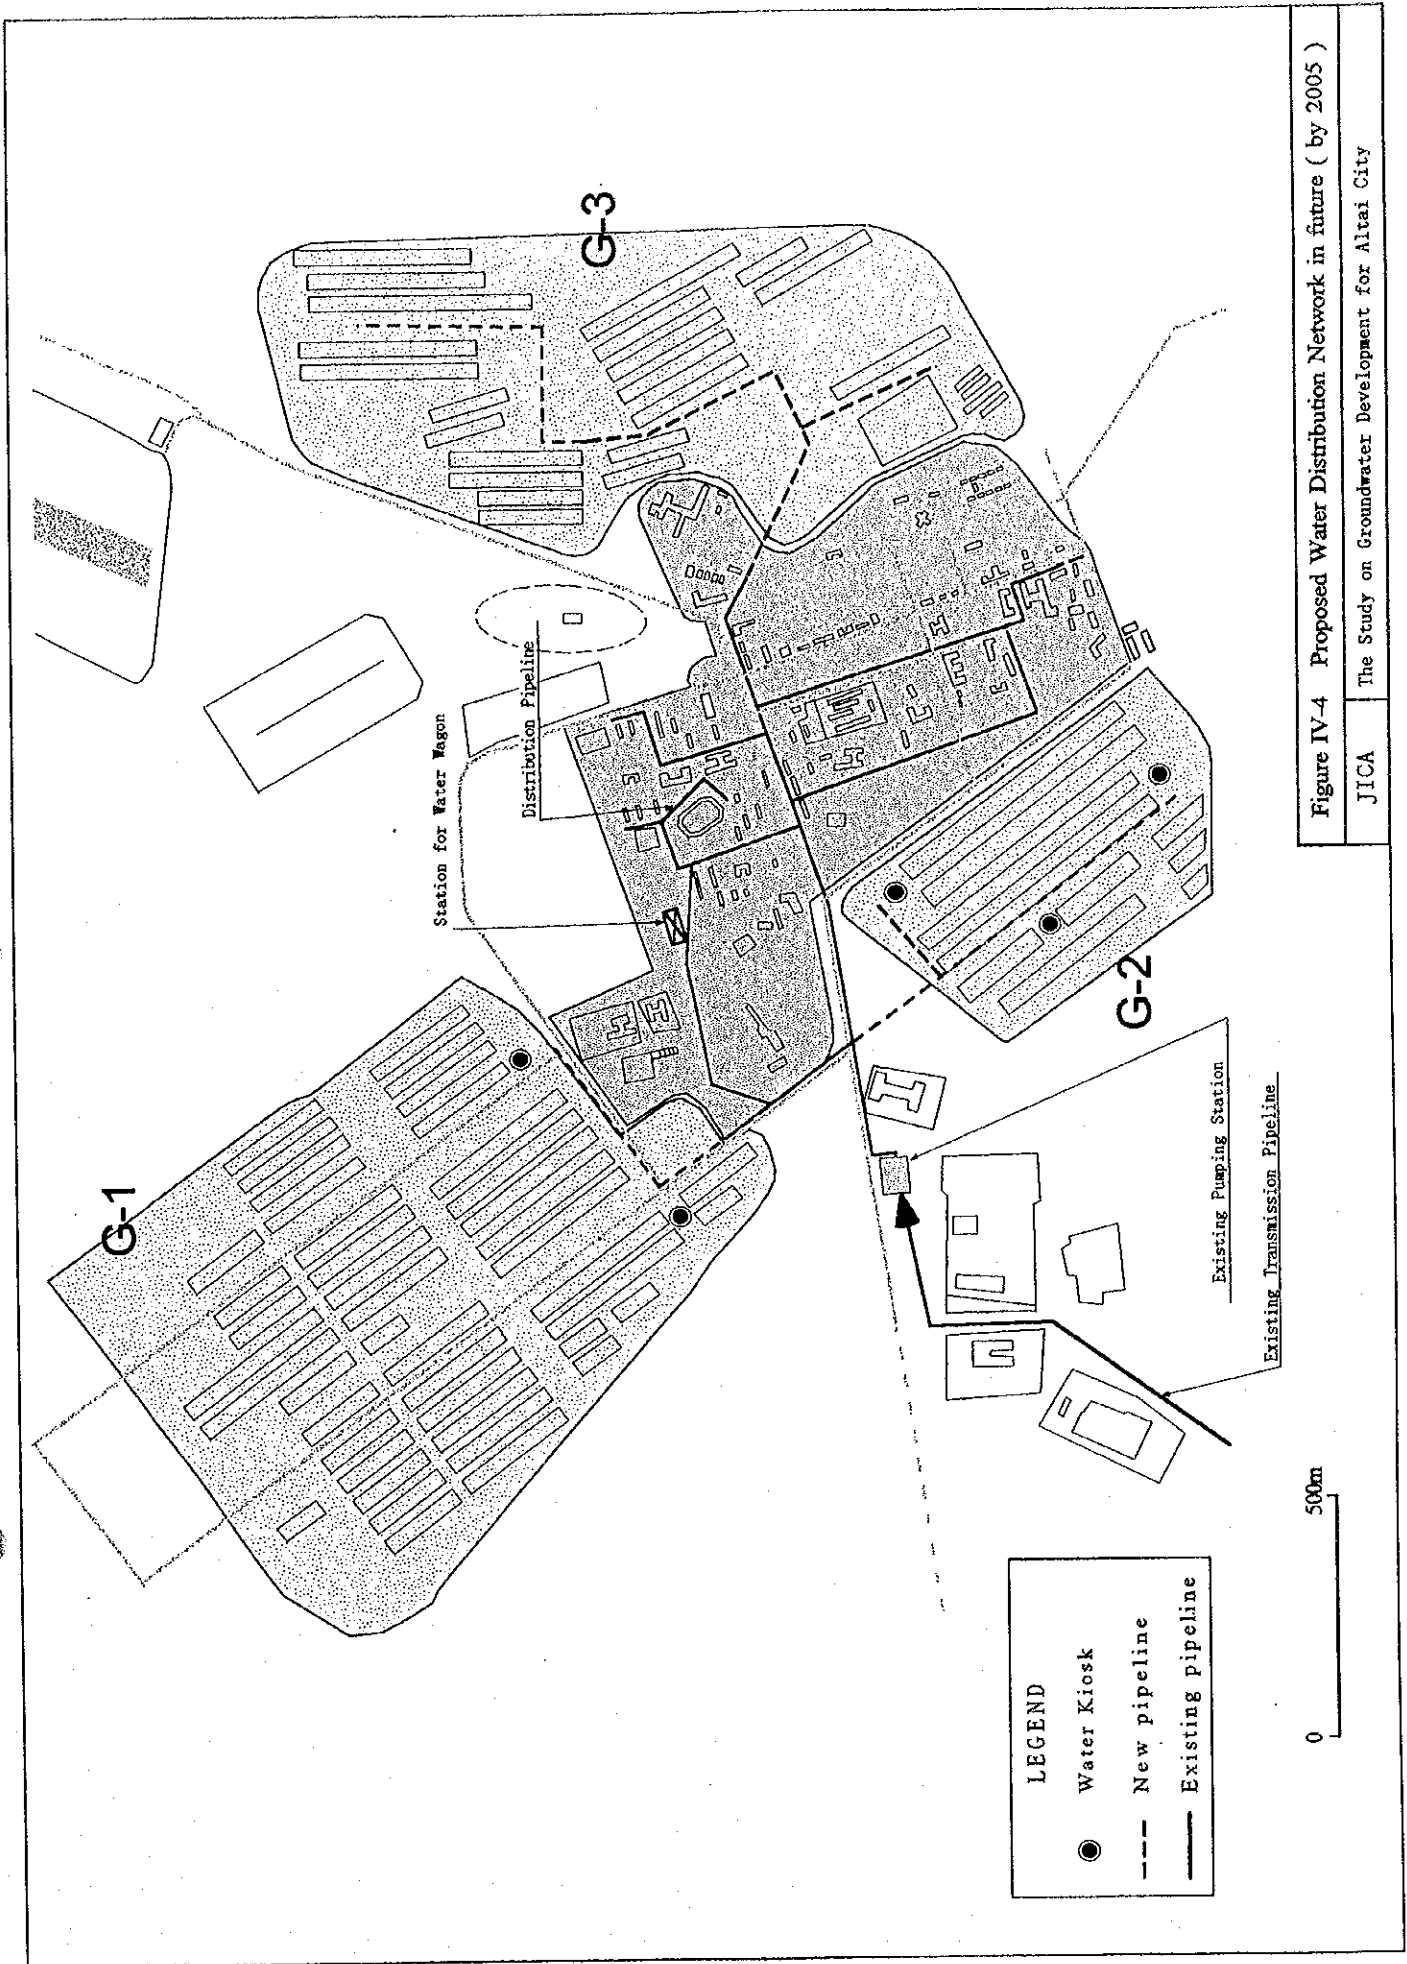 G-1
G-2
G-3
Station for Water Wagon
Distribution Pipeline
Existing Pumping Station
Existing Transmission Pipeline
LEGEND
Water Kiosk
New pipeline
Existing pipeline
0 500m
Figure IV-4 Proposed Water Distribution Network in future ( by 2005 )
JICA The Study on Groundwater Development for Altai City